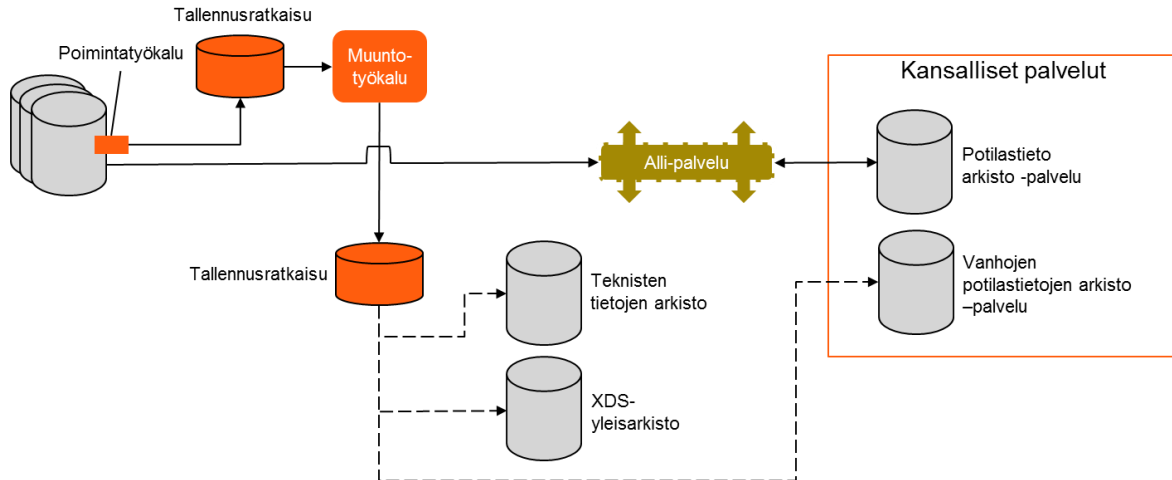 Tallennusratkaisu
Poimintatyökalu
Muunto-
työkalu
Kansalliset palvelut
Alli-palvelu
Potilastieto
arkisto -palvelu
Tallennusratkaisu
Teknisten
tietojen arkisto
Vanhojen
potilastietojen arkisto
–palvelu
XDS-
yleisarkisto